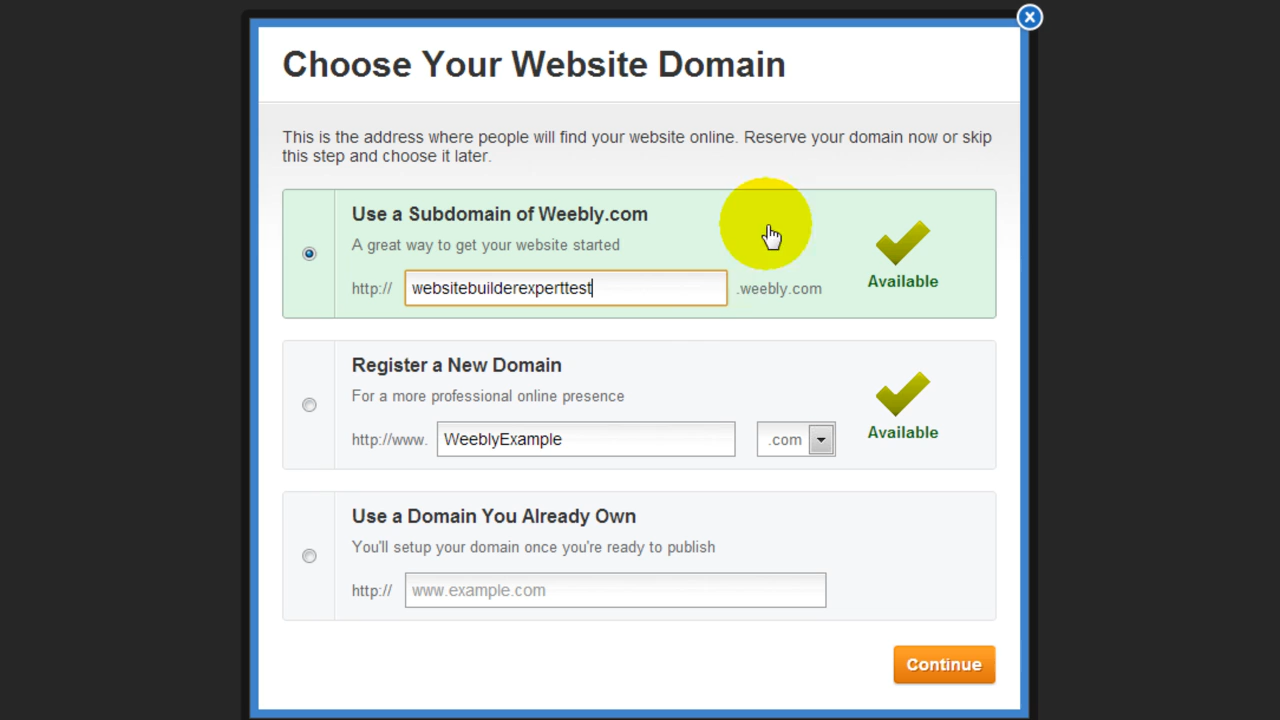 Choose Your Website Domain
This is the address where people will find your website online. Reserve your domain now or skip
this step and choose it later.
Use a Subdomain of Weebly.com
A great way to get your website started
http:// websitebuilderexperttest .weebly.com
Available
Register a New Domain
For a more professional online presence
http://www. WeeblyExample .com
Available
Use a Domain You Already Own
You'll setup your domain once you're ready to publish
http:// www.example.com
Continue